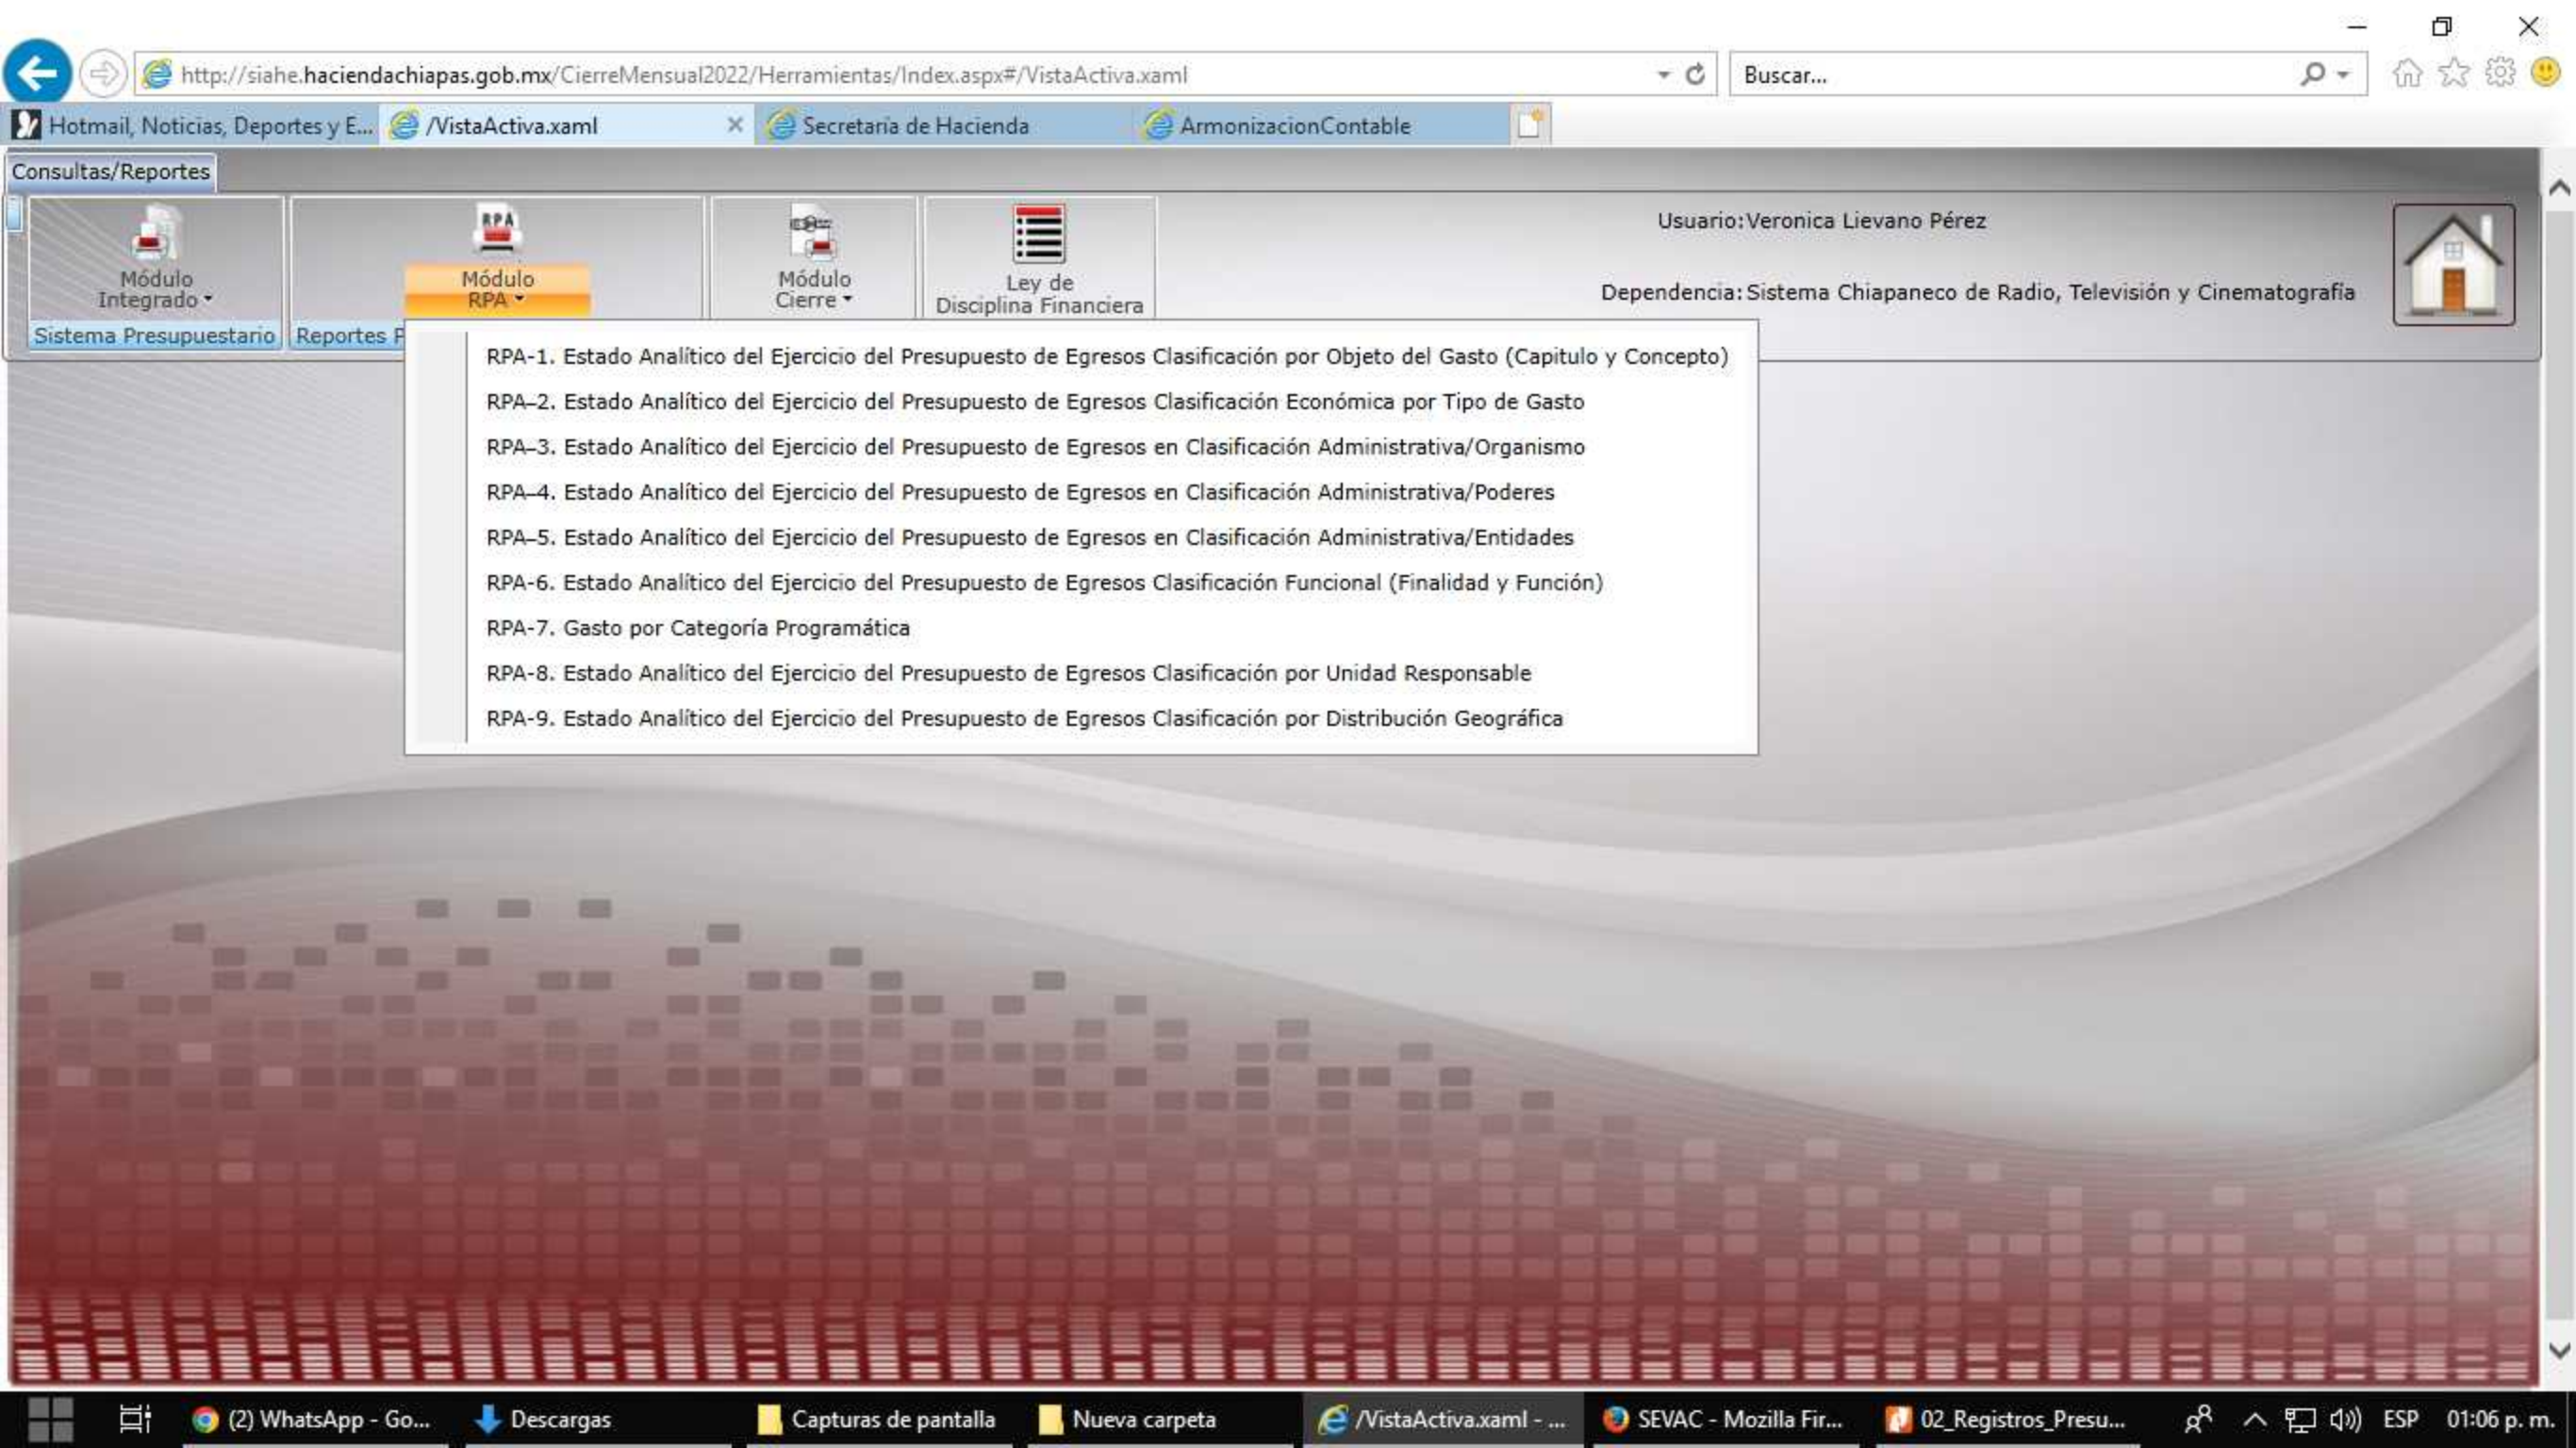 http://siahe.haciendachiapas.gob.mx/CierreMensual2022/Herramientas/Index.aspx#/VistaActiva.xaml
Buscar...
Hotmail, Noticias, Deportes y E...
/VistaActiva.xaml
Secretaría de Hacienda
ArmonizacionContable
Consultas/Reportes
Módulo
Integrado
Sistema Presupuestario
RPA
Módulo
RPA
Reportes P
Módulo
Cierre
Ley de
Disciplina Financiera
Usuario: Veronica Lievano Pérez
Dependencia: Sistema Chiapaneco de Radio, Televisión y Cinematografía
RPA-1. Estado Analítico del Ejercicio del Presupuesto de Egresos Clasificación por Objeto del Gasto (Capitulo y Concepto)
RPA–2. Estado Analítico del Ejercicio del Presupuesto de Egresos Clasificación Económica por Tipo de Gasto
RPA–3. Estado Analítico del Ejercicio del Presupuesto de Egresos en Clasificación Administrativa/Organismo
RPA–4. Estado Analítico del Ejercicio del Presupuesto de Egresos en Clasificación Administrativa/Poderes
RPA–5. Estado Analítico del Ejercicio del Presupuesto de Egresos en Clasificación Administrativa/Entidades
RPA-6. Estado Analítico del Ejercicio del Presupuesto de Egresos Clasificación Funcional (Finalidad y Función)
RPA-7. Gasto por Categoría Programática
RPA-8. Estado Analítico del Ejercicio del Presupuesto de Egresos Clasificación por Unidad Responsable
RPA-9. Estado Analítico del Ejercicio del Presupuesto de Egresos Clasificación por Distribución Geográfica
(2) WhatsApp - Go...
Descargas
Capturas de pantalla
Nueva carpeta
/VistaActiva.xaml - ...
SEVAC - Mozilla Fir...
02_Registros_Presu...
ESP
01:06 p. m.